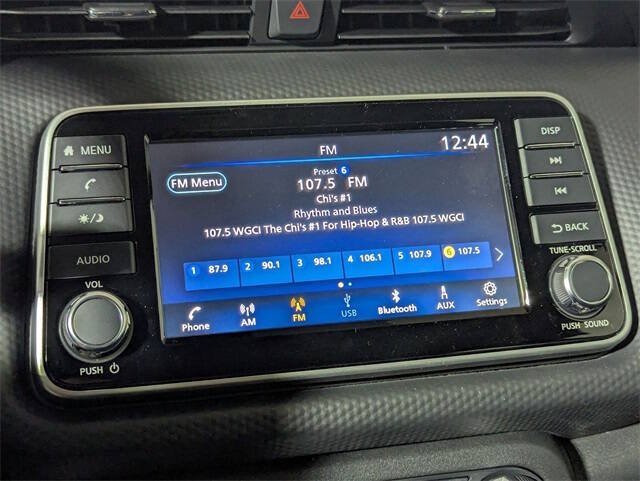 FM 12:44
MENU
DISP
Preset 6
FM Menu
107.5 FM
Chi's #1
Rhythm and Blues
107.5 WGCI The Chi's #1 For Hip-Hop & R&B 107.5 WGCI
BACK
AUDIO
TUNE·SCROLL
1 87.9 2 90.1 3 98.1 4 106.1 5 107.9 6 107.5
VOL
Phone AM FM USB Bluetooth AUX Settings
PUSH SOUND
PUSH